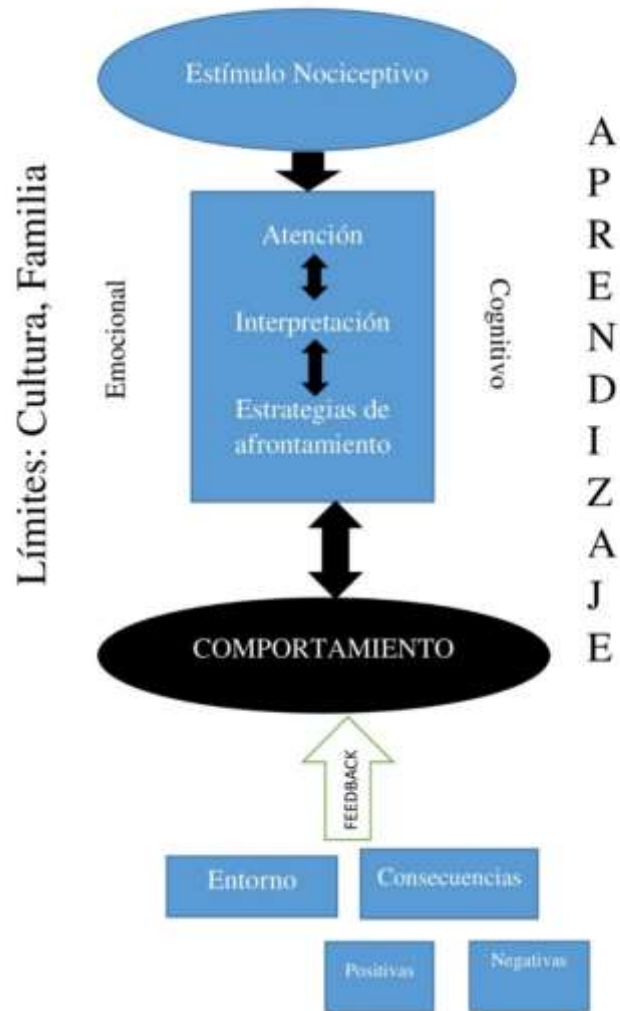 Estímulo Nociceptivo
Límites: Cultura, Familia
Emocional
Atención
Interpretación
Estrategias de
afrontamiento
Cognitivo
A
P
R
E
N
D
I
Z
A
J
E
COMPORTAMIENTO
FEEDBACK
Entorno
Consecuencias
Positivas
Negativas